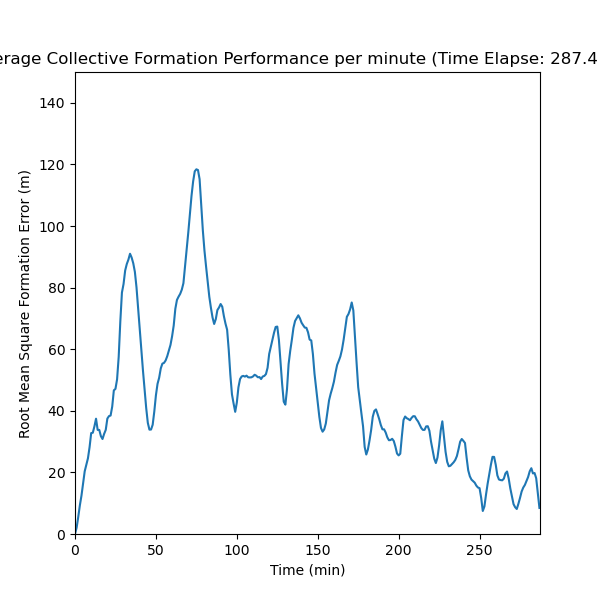 erage Collective Formation Performance per minute (Time Elapse: 287.4
140
120
100
80
60
40
20
0
Root Mean Square Formation Error (m)
0 50 100 150 200 250
Time (min)